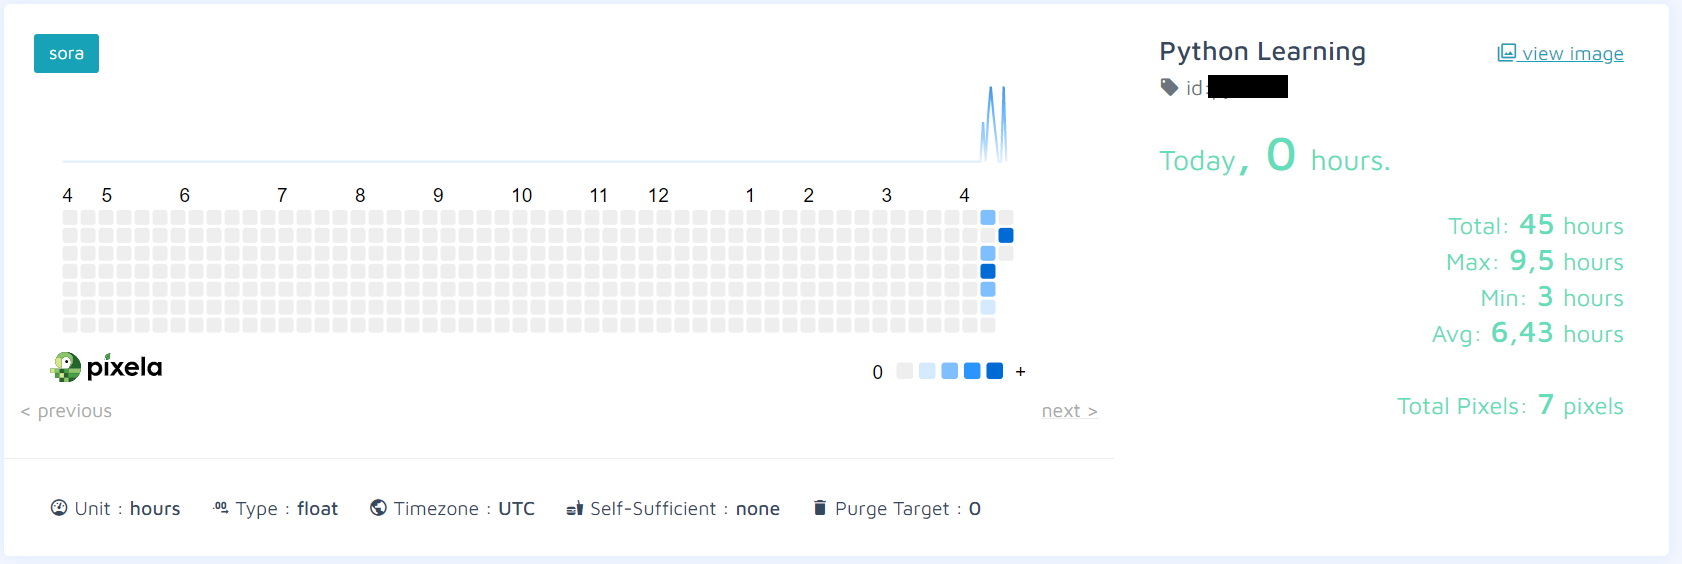 sora
4 5 6 7 8 9 10 11 12 1 2 3 4
pixela
0 +
< previous
next >
Unit : hours
Type : float
Timezone : UTC
Self-Sufficient : none
Purge Target : 0
Python Learning
view image
id:
Today, 0 hours.
Total: 45 hours
Max: 9,5 hours
Min: 3 hours
Avg: 6,43 hours
Total Pixels: 7 pixels